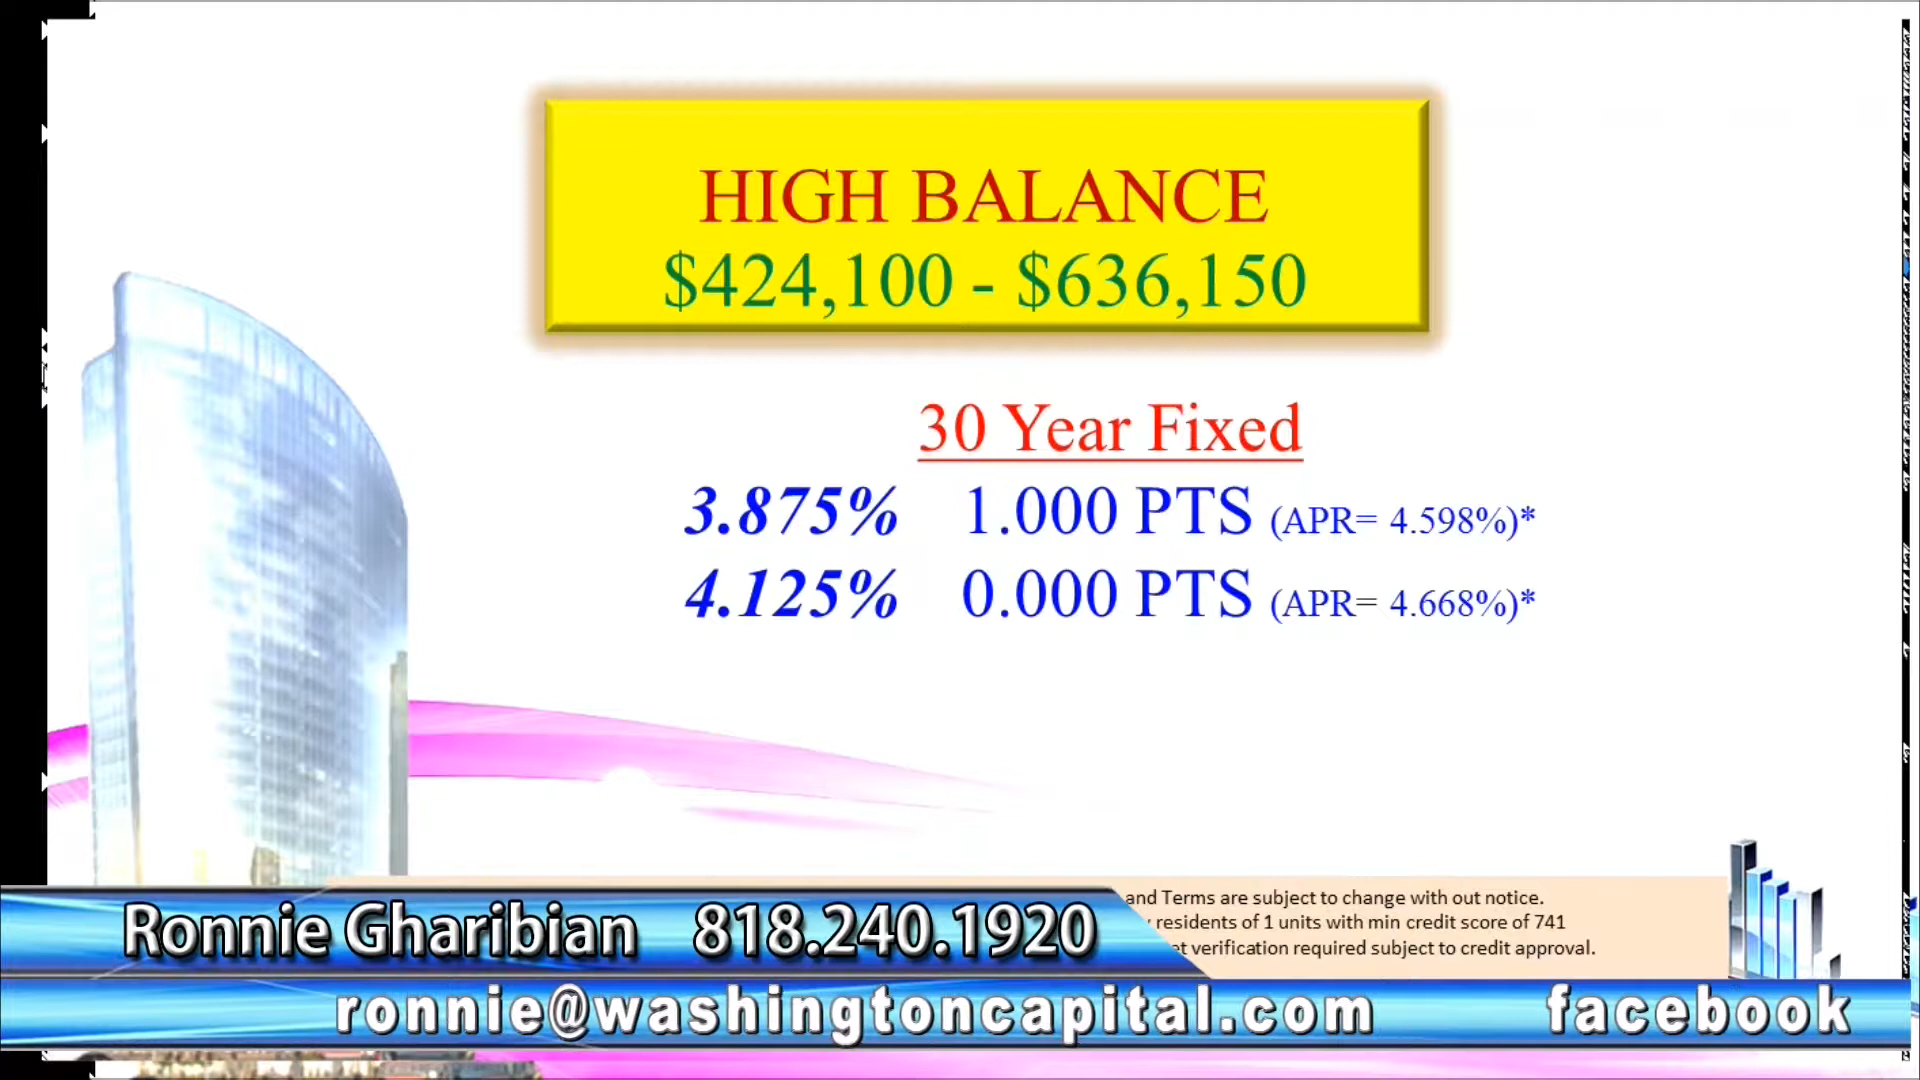 HIGH BALANCE
$424,100 - $636,150
30 Year Fixed
3.875% 1.000 PTS (APR= 4.598%)*
4.125% 0.000 PTS (APR= 4.668%)*
and Terms are subject to change with out notice.
residents of 1 units with min credit score of 741
verification required subject to credit approval.
Ronnie Gharibian 818.240.1920
ronnie@washingtoncapital.com facebook